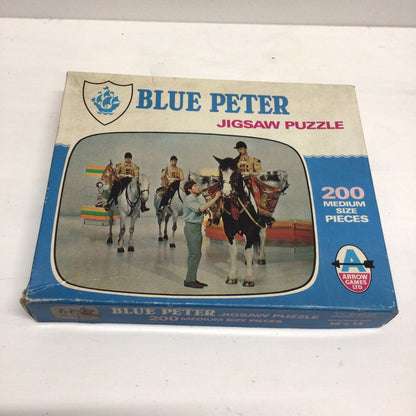 BLUE PETER
JIGSAW PUZZLE
200
MEDIUM
SIZE
PIECES
A
ARROW
GAMES
LTD
BLUE PETER JIGSAW PUZZLE
200 MEDIUM SIZE PIECES